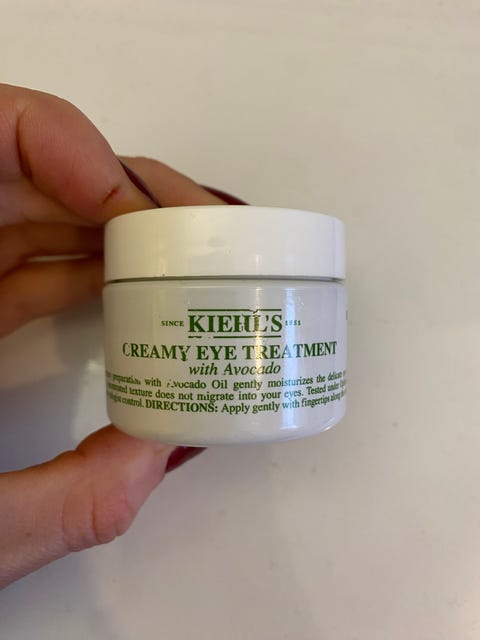 SINCE KIEHL'S 1851
CREAMY EYE TREATMENT
with Avocado
with Avocado Oil gently moisturizes the delicate
texture does not migrate into your eyes. Tested under
control. DIRECTIONS: Apply gently with fingertips along